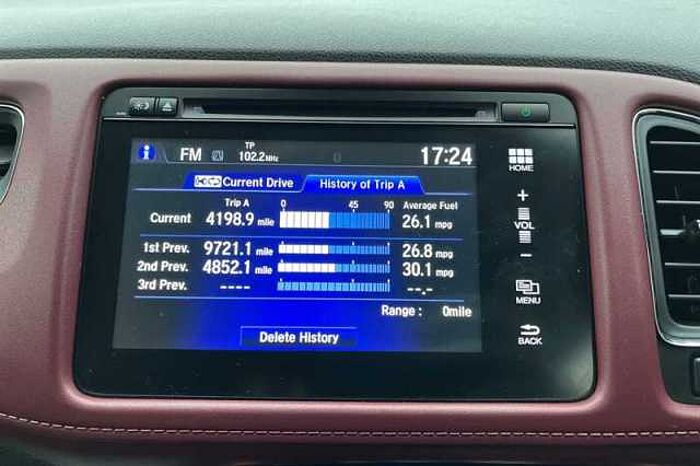 i FM TP 102.2MHz 17:24
Current Drive History of Trip A
Trip A 0 45 90 Average Fuel
Current 4198.9 mile 26.1 mpg
1st Prev. 9721.1 mile 26.8 mpg
2nd Prev. 4852.1 mile 30.1 mpg
3rd Prev. ---- --.-
Range : 0mile
Delete History
HOME
+
VOL
−
MENU
BACK